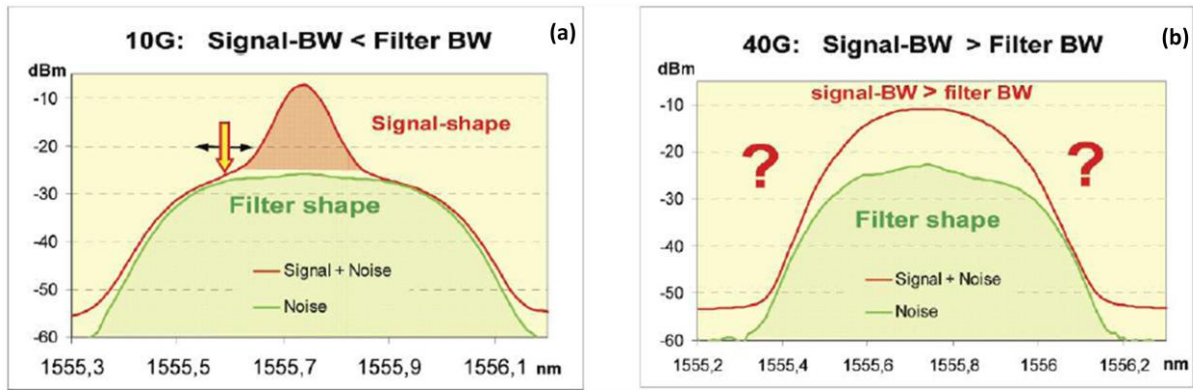 10G: Signal-BW < Filter BW
(a)
dBm
-10
-20
-30
-40
-50
-60
Signal-shape
Filter shape
Signal + Noise
Noise
1555,3 1555,5 1555,7 1555,9 1556,1 nm
40G: Signal-BW > Filter BW
(b)
dBm
-10
-20
-30
-40
-50
-60
signal-BW > filter BW
? ?
Filter shape
Signal + Noise
Noise
1555,2 1555,4 1555,6 1555,8 1556 1556,2 nm